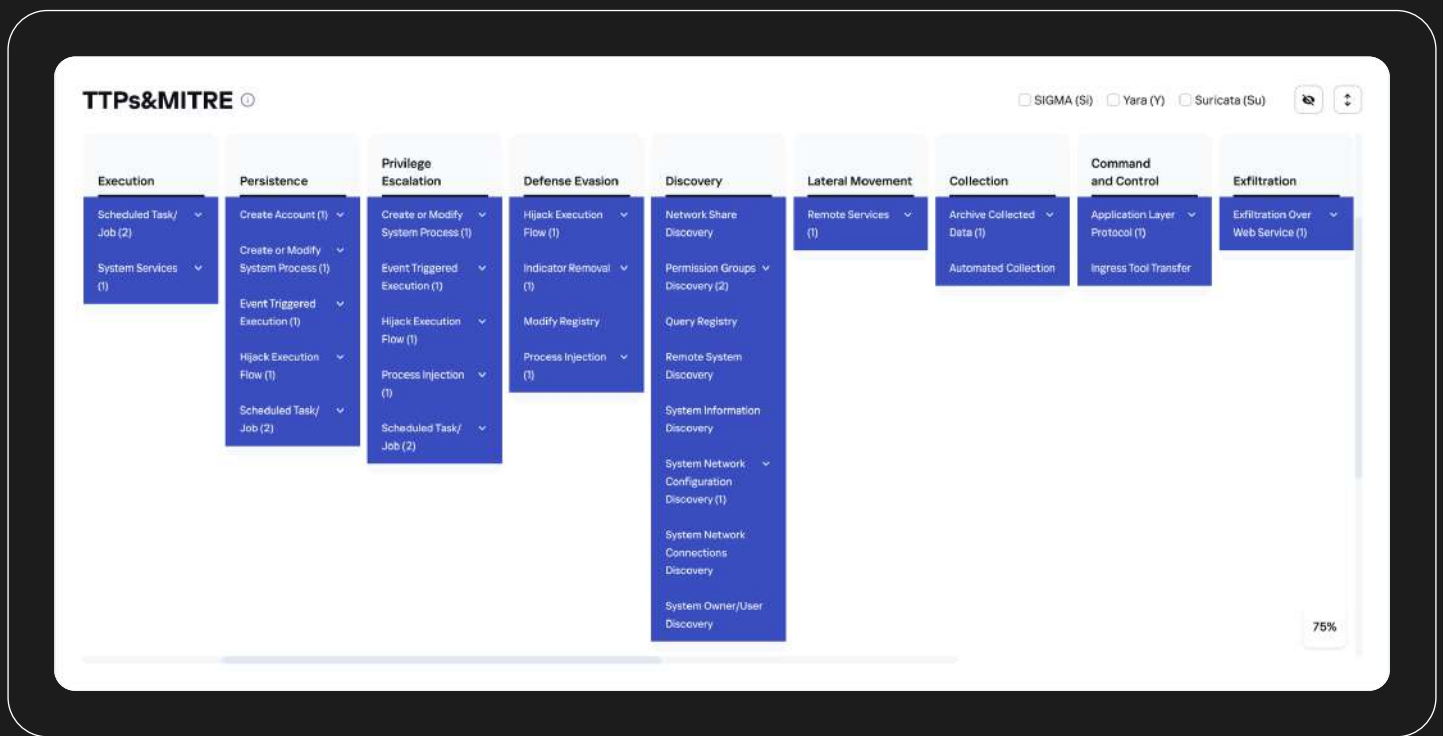 TTPs&MITRE
SIGMA (Si)
Yara (Y)
Suricata (Su)
Execution
Scheduled Task/
Job (2)
System Services
(1)
Persistence
Create Account (1)
Create or Modify
System Process (1)
Event Triggered
Execution (1)
Hijack Execution
Flow (1)
Scheduled Task/
Job (2)
Privilege
Escalation
Create or Modify
System Process (1)
Event Triggered
Execution (1)
Hijack Execution
Flow (1)
Process Injection
(1)
Scheduled Task/
Job (2)
Defense Evasion
Hijack Execution
Flow (1)
Indicator Removal
(1)
Modify Registry
Process Injection
(1)
Discovery
Network Share
Discovery
Permission Groups
Discovery (2)
Query Registry
Remote System
Discovery
System Information
Discovery
System Network
Configuration
Discovery (1)
System Network
Connections
Discovery
System Owner/User
Discovery
Lateral Movement
Remote Services
(1)
Collection
Archive Collected
Data (1)
Automated Collection
Command
and Control
Application Layer
Protocol (1)
Ingress Tool Transfer
Exfiltration
Exfiltration Over
Web Service (1)
75%